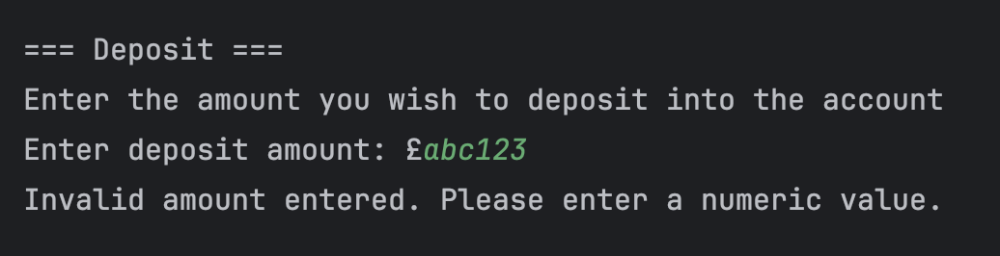 === Deposit ===
Enter the amount you wish to deposit into the account
Enter deposit amount: £abc123
Invalid amount entered. Please enter a numeric value.